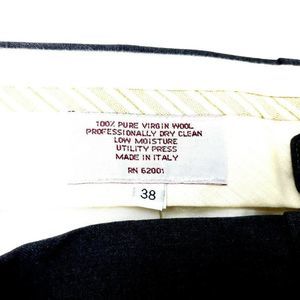 100% PURE VIRGIN WOOL
PROFESSIONALLY DRY CLEAN
LOW MOISTURE
UTILITY PRESS
MADE IN ITALY
RN 62001
38